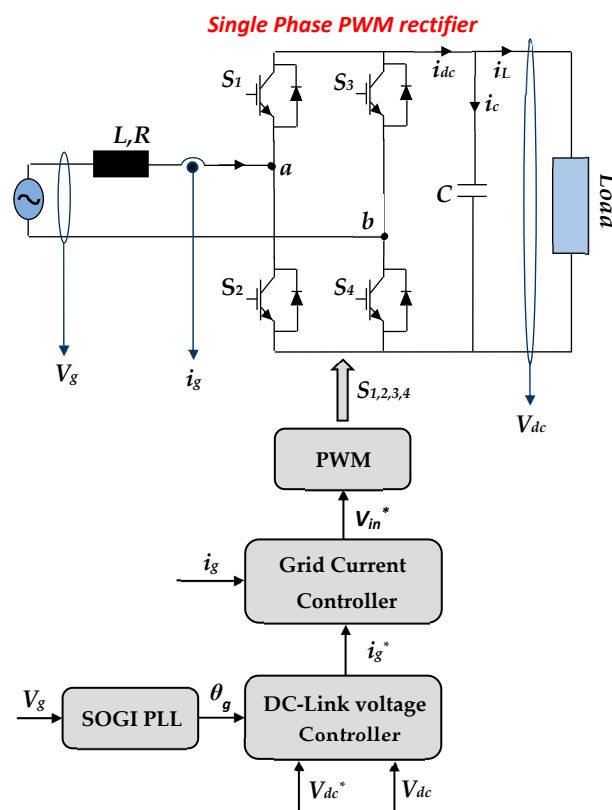 Single Phase PWM rectifier
S1
S3
idc
iL
ic
L,R
a
b
C
Load
S2
S4
Vg
ig
S1,2,3,4
Vdc
PWM
Vin*
ig
Grid Current
Controller
ig*
Vg
SOGI PLL
θg
DC-Link voltage
Controller
Vdc*
Vdc